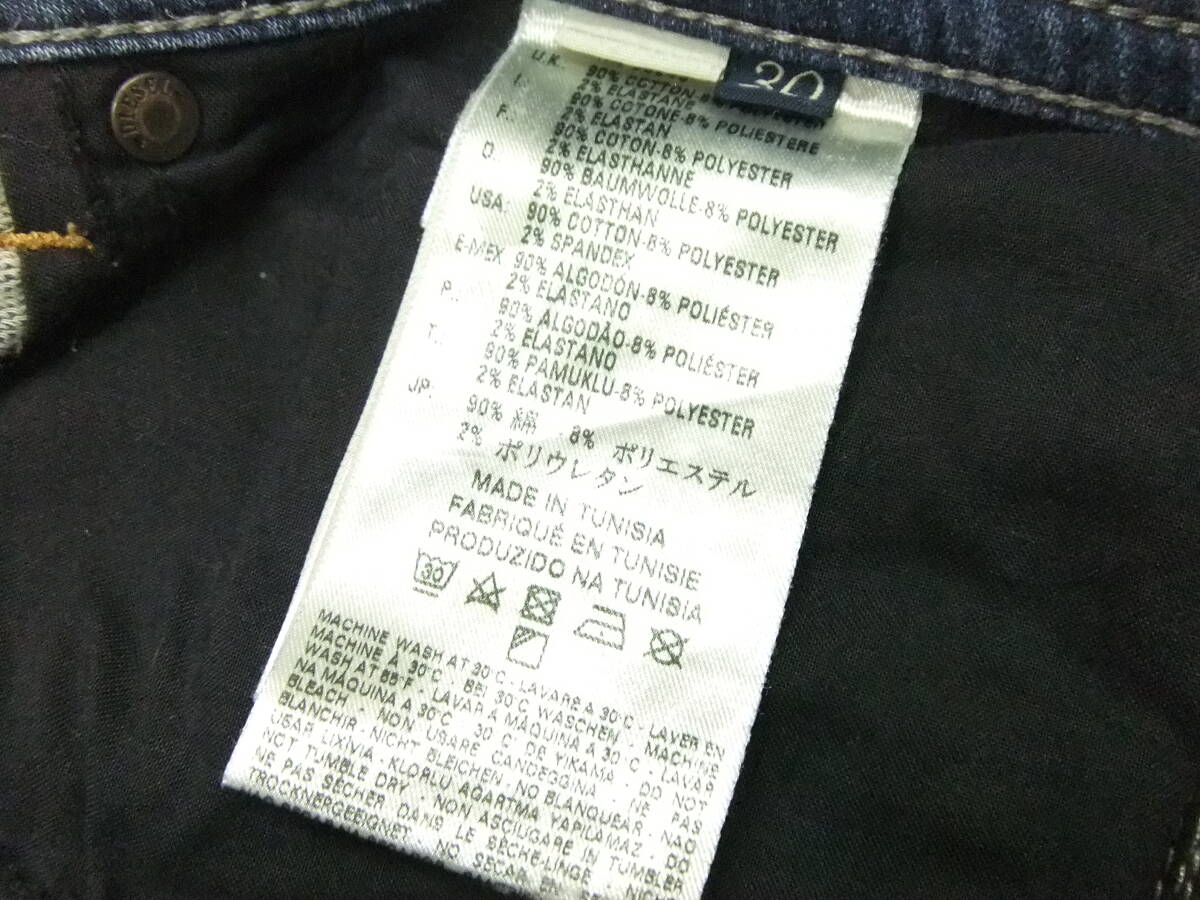 DIESEL
30
U.K.:
90% COTTON-8% POLYESTER
2% ELASTANE
I.: 90% COTONE-8% POLIESTERE
2% ELASTAN
F.: 90% COTON-8% POLYESTER
2% ELASTHANNE
D. 90% BAUMWOLLE-8% POLYESTER
2% ELASTHAN
USA: 90% COTTON-8% POLYESTER
2% SPANDEX
E-MEX 90% ALGODÓN-8% POLIÉSTER
2% ELASTANO
P.: 90% ALGODÃO-8% POLIÉSTER
2% ELASTANO
T.: 90% PAMUKLU-8% POLYESTER
2% ELASTAN
JP: 90% 綿 8% ポリエステル
2% ポリウレタン
MADE IN TUNISIA
FABRIQUÉ EN TUNISIE
PRODUZIDO NA TUNISIA
30
MACHINE WASH AT 30°C - LAVARE A 30°C - LAVER EN
MACHINE A 30°C - BEI 30°C WASCHEN - MACHINE
WASH AT 85°F - LAVAR A MÁQUINA A 30°C - LAVAR
NA MÁQUINA A 30°C - 30° C' DE YIKAMA - DO NOT
BLEACH - NON USARE CANDEGGINA - NE PAS
BLANCHIR - NICHT BLEICHEN - NO BLANQUEAR - NÃO
USAR LIXÍVIA - KLORLU AGARTMA YAPILAMAZ - DO
NOT TUMBLE DRY - NON ASCIUGARE IN TUMBLER
NE PAS SÉCHER DANS LE SÈCHE-LINGE - NICHT
TROCKNERGEEIGNET NO SECAR EN